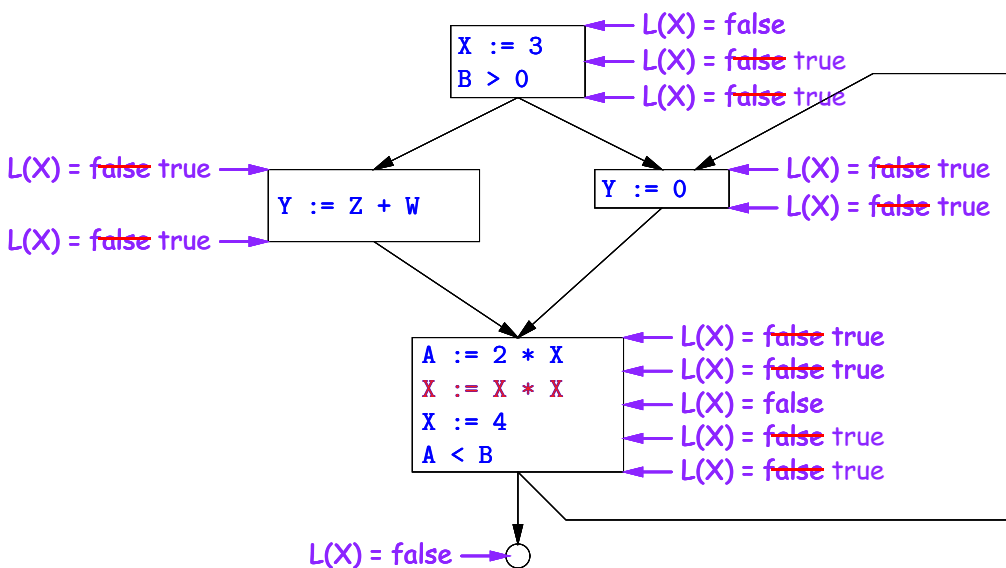 L(X) = false
X := 3
L(X) = false true
B > 0
L(X) = false true
L(X) = false true
L(X) = false true
Y := 0
Y := Z + W
L(X) = false true
L(X) = false true
L(X) = false true
A := 2 * X
L(X) = false true
X := X * X
L(X) = false
X := 4
L(X) = false true
A < B
L(X) = false true
L(X) = false